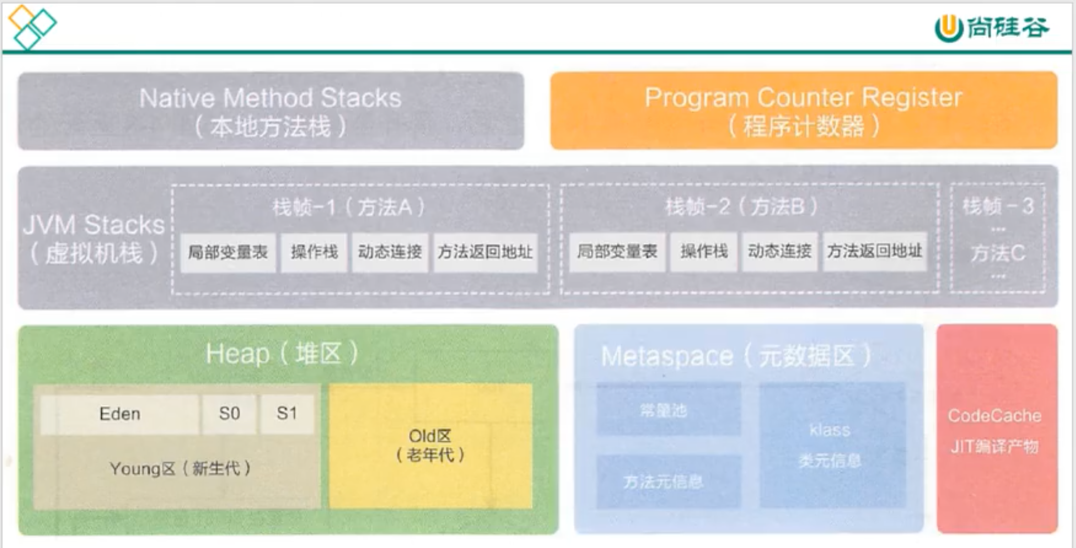 尚硅谷
Native Method Stacks
（本地方法栈）
Program Counter Register
（程序计数器）
JVM Stacks
（虚拟机栈）
栈帧-1（方法A）
局部变量表
操作栈
动态连接
方法返回地址
栈帧-2（方法B）
局部变量表
操作栈
动态连接
方法返回地址
栈帧-3
...
方法C
...
Heap（堆区）
Eden
S0
S1
Young区（新生代）
Old区
（老年代）
Metaspace（元数据区）
常量池
方法元信息
klass
类元信息
CodeCache
JIT编译产物